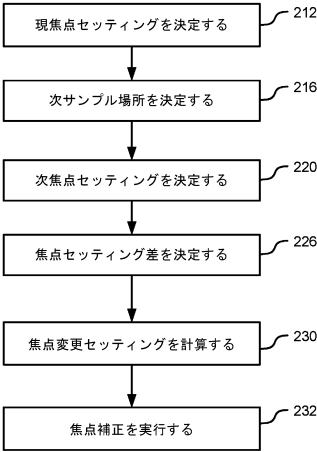 現焦点セッティングを決定する
212
次サンプル場所を決定する
216
次焦点セッティングを決定する
220
焦点セッティング差を決定する
226
焦点変更セッティングを計算する
230
焦点補正を実行する
232